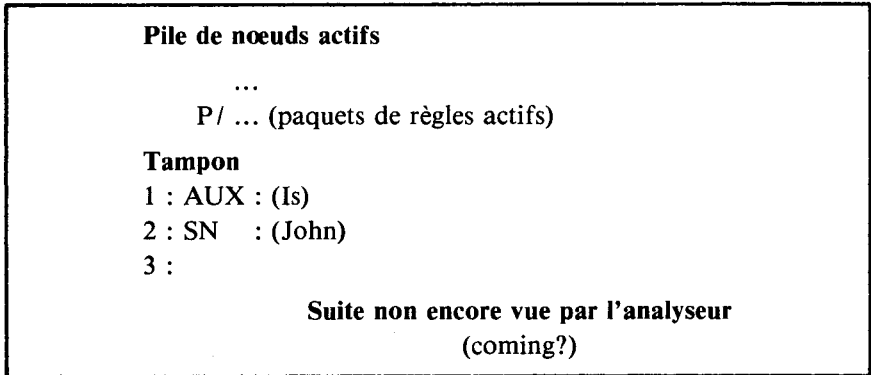 Pile de nœuds actifs
...
P/ ... (paquets de règles actifs)
Tampon
1 : AUX : (Is)
2 : SN : (John)
3 :
Suite non encore vue par l'analyseur
(coming?)